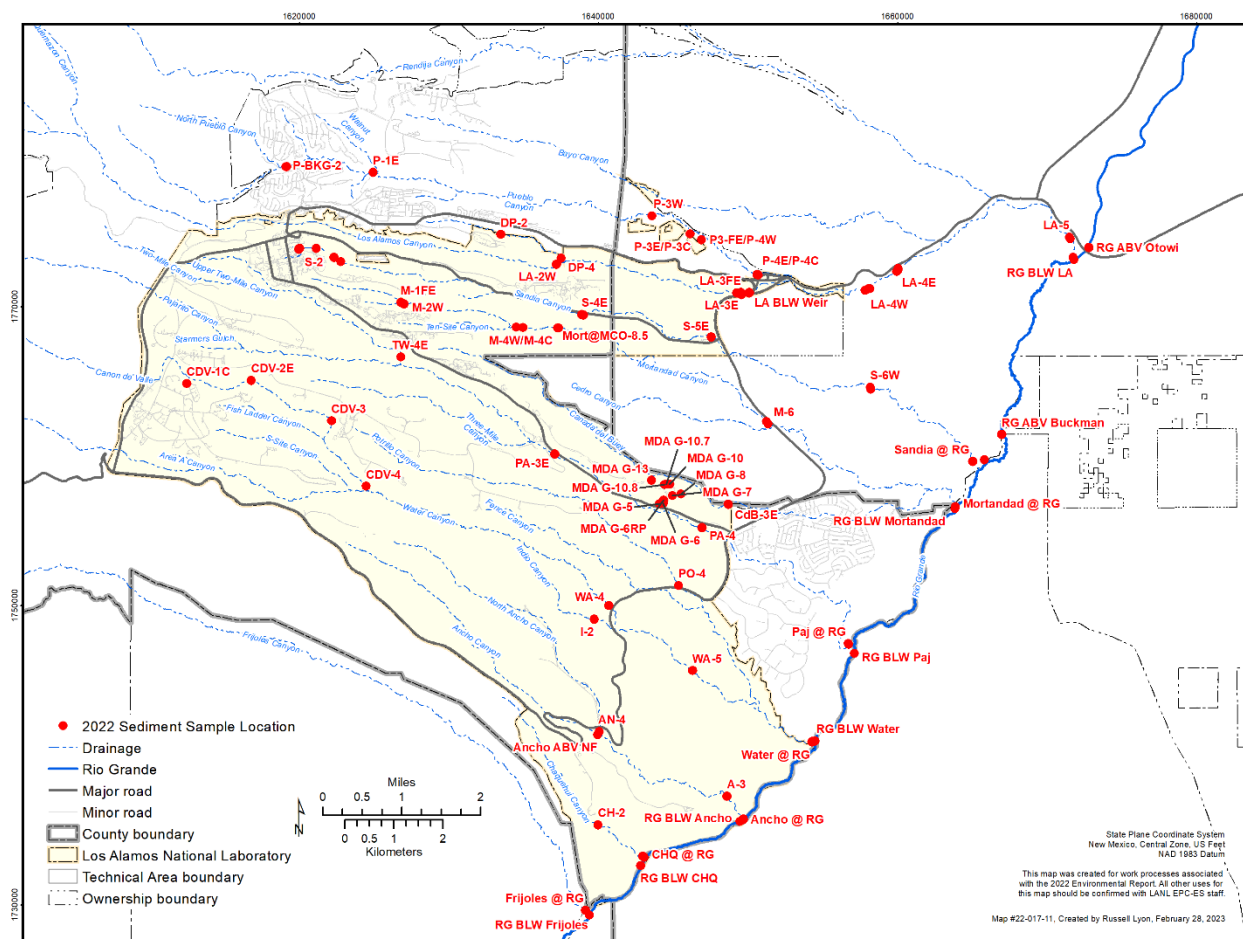 1620000
1640000
1660000
1680000
1770000
1750000
1730000
Guaje Canyon
Rendija Canyon
North Pueblo Canyon
Walnut
Canyon
Bayo Canyon
P-BKG-2
P-1E
Pueblo
Canyon
P-3W
DP-2
Los Alamos Canyon
P-3E/P-3C
P3-FE/P-4W
LA-5
RG ABV Otowi
RG BLW LA
Two-Mile Canyon
Upper Two-Mile Canyon
S-2
LA-2W
DP-4
P-4E/P-4C
LA-3FE
LA-3E
LA BLW Weir
LA-4E
LA-4W
Pajarito Canyon
M-1FE
M-2W
Sandia Canyon
S-4E
Starmers Gulch
Ten-Site Canyon
M-4W/M-4C
Mort@MCO-8.5
S-5E
TW-4E
Mortandad Canyon
Canon de Valle
CDV-1C
CDV-2E
S-6W
Cedro Canyon
Fish Ladder Canyon
CDV-3
Canada del Buey
M-6
RG ABV Buckman
S-Site Canyon
Potrillo Canyon
Three-Mile
Canyon
Area A Canyon
PA-3E
MDA G-10.7
MDA G-10
MDA G-13
MDA G-8
Sandia @ RG
MDA G-10.8
MDA G-7
CDV-4
MDA G-5
CdB-3E
Mortandad @ RG
RG BLW Mortandad
Water Canyon
Fence Canyon
MDA G-6RP
MDA G-6
PA-4
Indio Canyon
PO-4
Rio Grande
North Ancho Canyon
WA-4
I-2
Ancho Canyon
Frijoles Canyon
Paj @ RG
RG BLW Paj
WA-5
AN-4
Ancho ABV NF
RG BLW Water
Water @ RG
Chaquehui Canyon
A-3
CH-2
RG BLW Ancho
Ancho @ RG
CHQ @ RG
RG BLW CHQ
Frijoles @ RG
RG BLW Frijoles
2022 Sediment Sample Location
Drainage
Rio Grande
Major road
Minor road
County boundary
Los Alamos National Laboratory
Technical Area boundary
Ownership boundary
Miles
0 0.5 1 2
0 0.5 1 2
Kilometers
N
State Plane Coordinate System
New Mexico, Central Zone, US Feet
NAD 1983 Datum
This map was created for work processes associated
with the 2022 Environmental Report. All other uses for
this map should be confirmed with LANL EPC-ES staff.
Map #22-017-11, Created by Russell Lyon, February 28, 2023